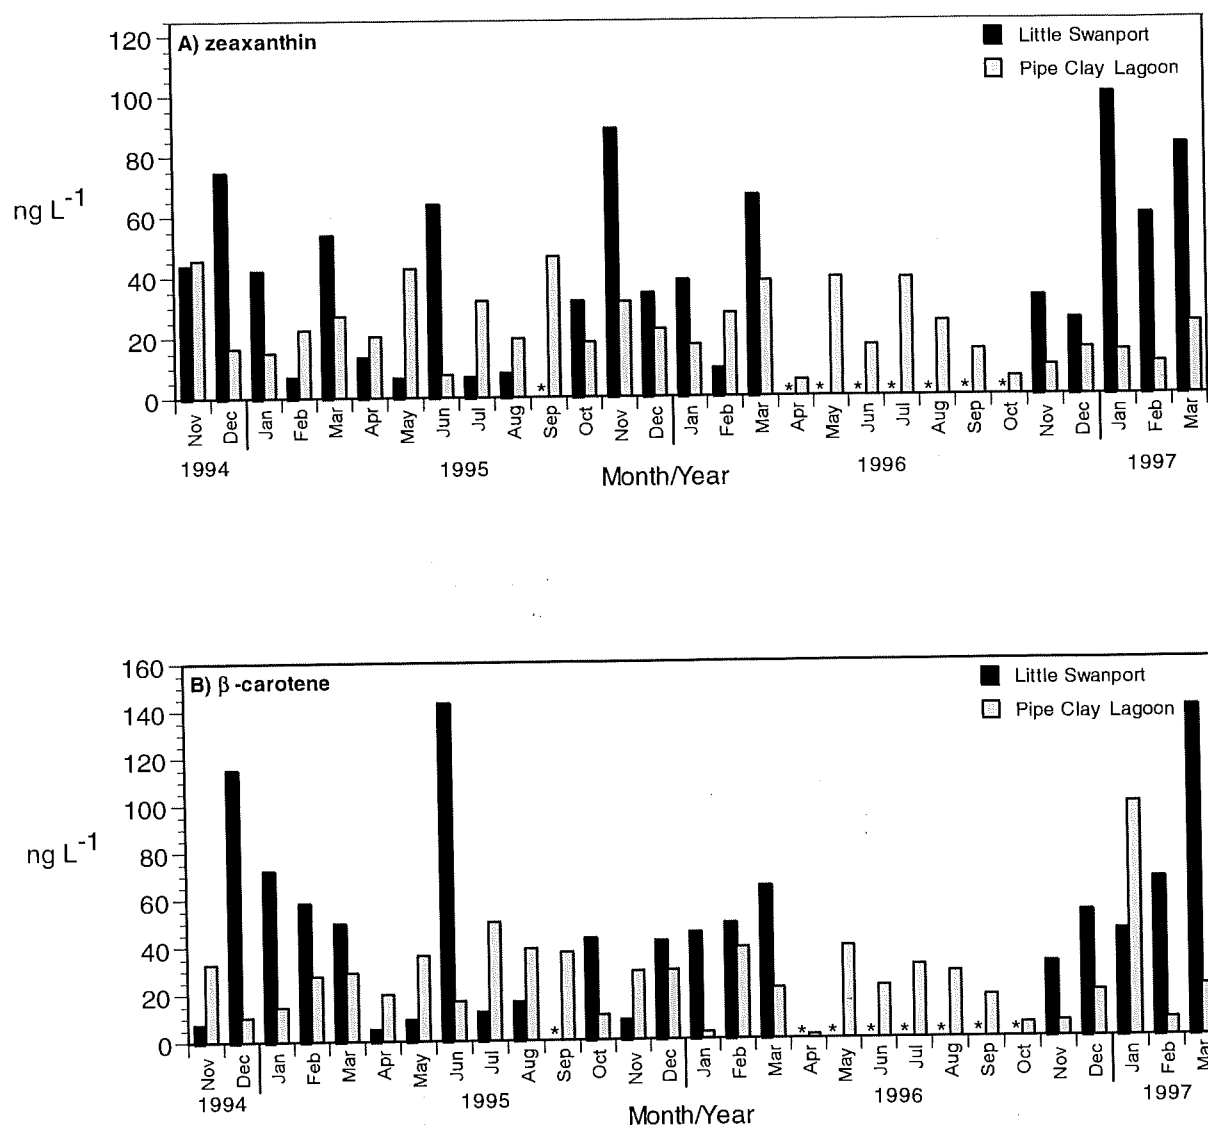 A) zeaxanthin
Little Swanport
Pipe Clay Lagoon
120
100
80
60
40
20
0
ng L-1
* * * * * * * *
Nov Dec Jan Feb Mar Apr May Jun Jul Aug Sep Oct Nov Dec Jan Feb Mar Apr May Jun Jul Aug Sep Oct Nov Dec Jan Feb Mar
1994 1995 1996 1997
Month/Year
B) β-carotene
Little Swanport
Pipe Clay Lagoon
160
140
120
100
80
60
40
20
0
ng L-1
* * * * * * * *
Nov Dec Jan Feb Mar Apr May Jun Jul Aug Sep Oct Nov Dec Jan Feb Mar Apr May Jun Jul Aug Sep Oct Nov Dec Jan Feb Mar
1994 1995 1996 1997
Month/Year